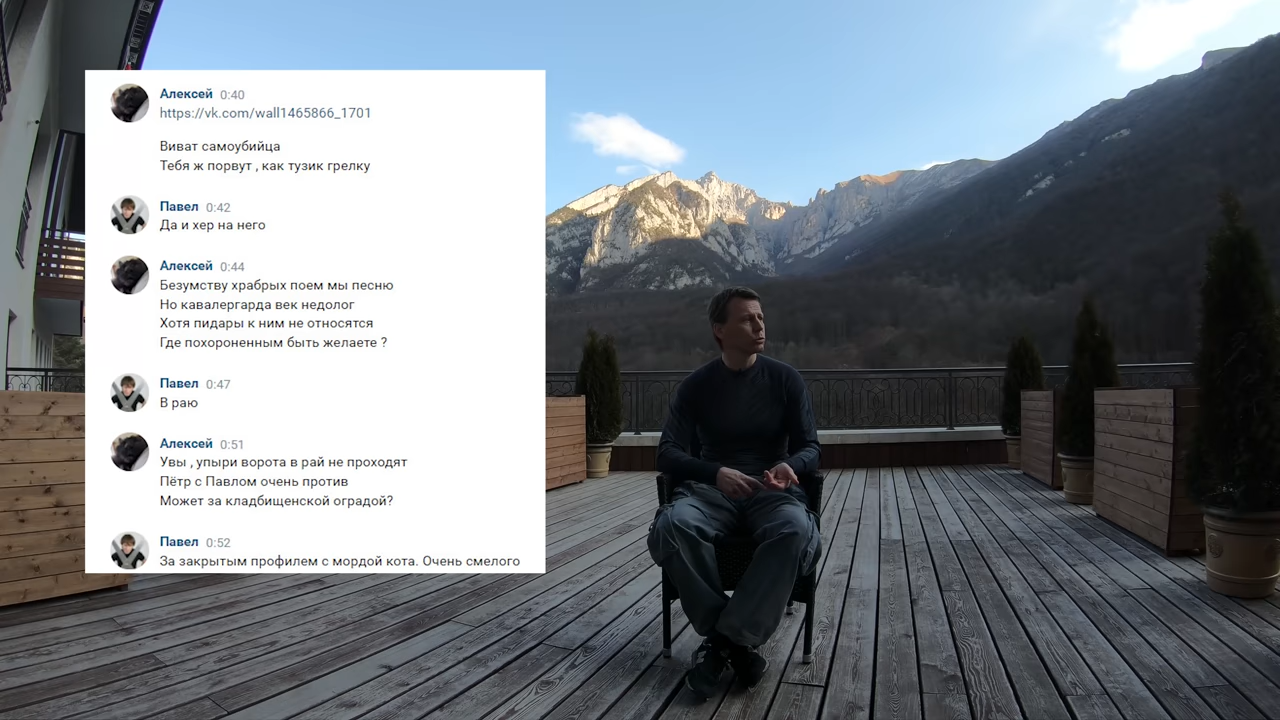 Алексей 0:40
https://vk.com/wall1465866_1701
Виват самоубийца
Тебя ж порвут , как тузик грелку
Павел 0:42
Да и хер на него
Алексей 0:44
Безумству храбрых поем мы песню
Но кавалергарда век недолог
Хотя пидары к ним не относятся
Где похороненным быть желаете ?
Павел 0:47
В раю
Алексей 0:51
Увы , упыри ворота в рай не проходят
Пётр с Павлом очень против
Может за кладбищенской оградой?
Павел 0:52
За закрытым профилем с мордой кота. Очень смелого